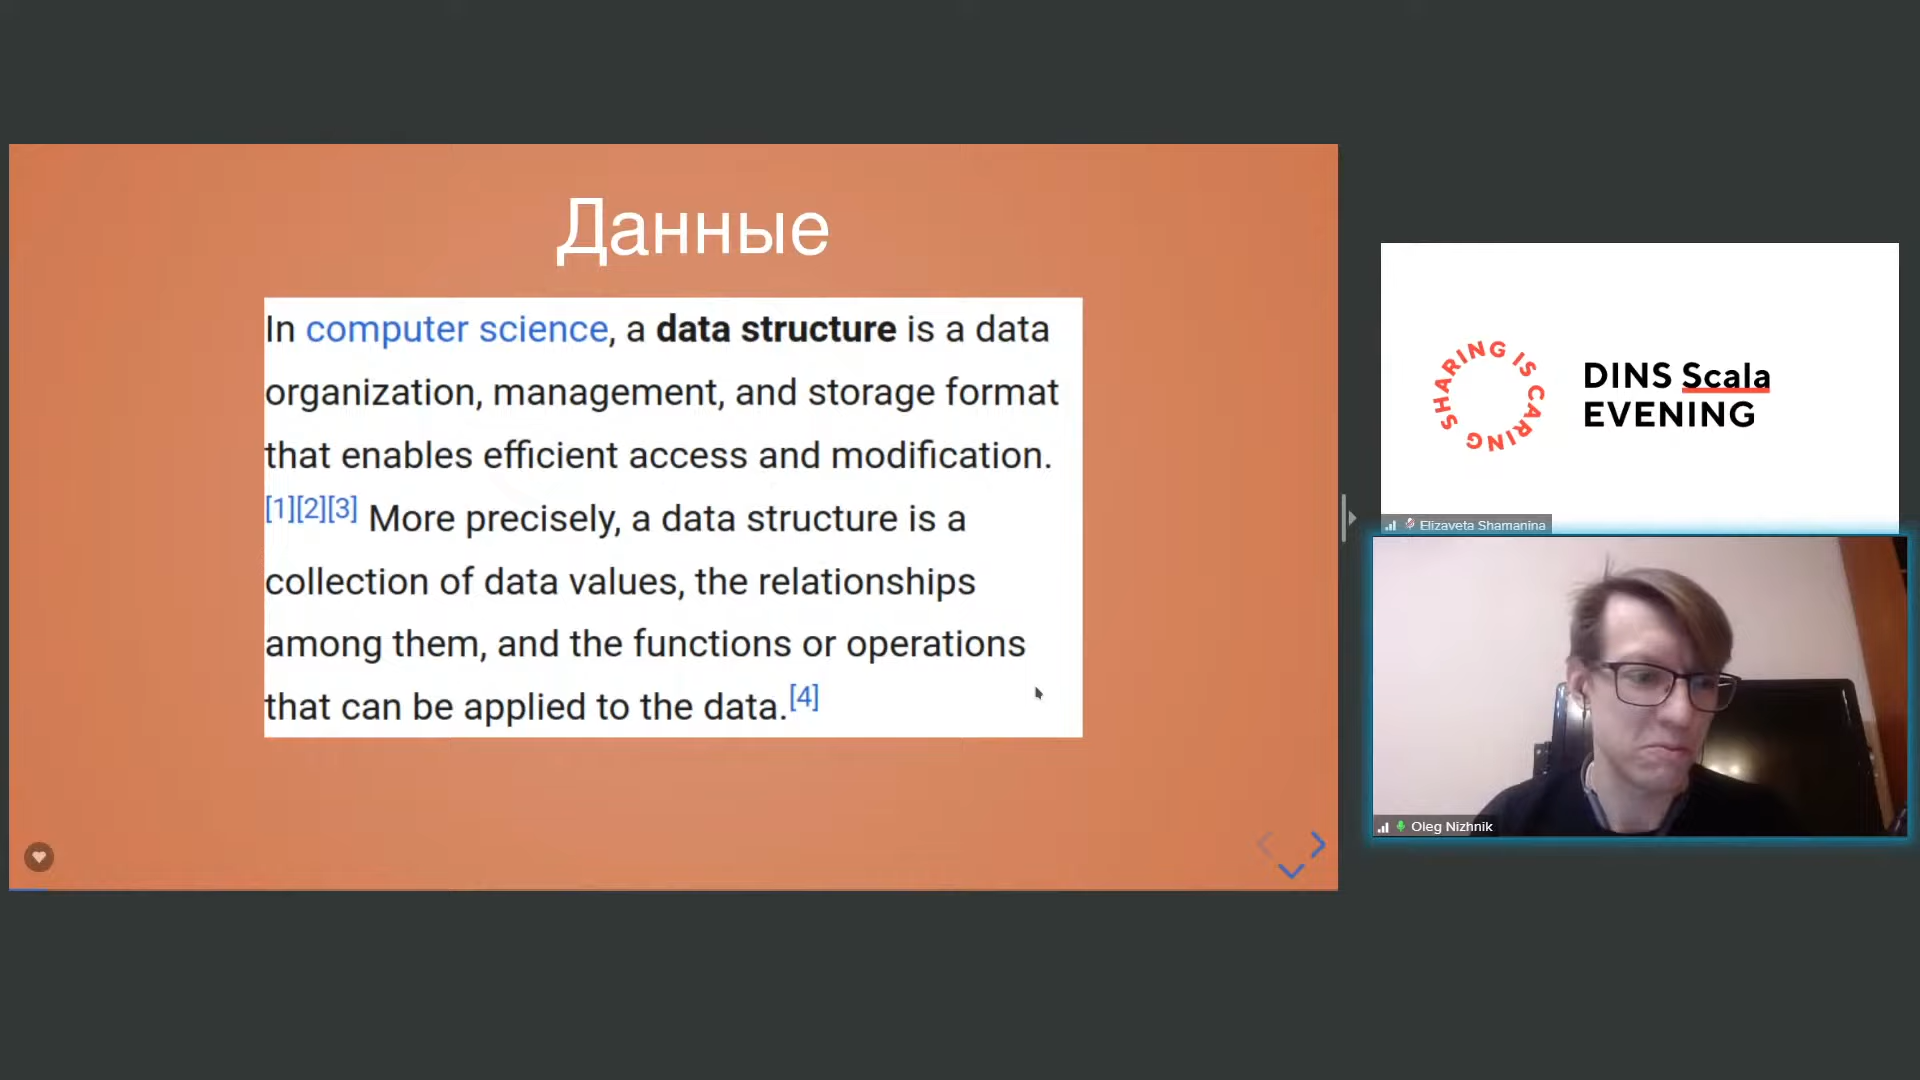 Данные
In computer science, a data structure is a data
organization, management, and storage format
that enables efficient access and modification.
[1][2][3] More precisely, a data structure is a
collection of data values, the relationships
among them, and the functions or operations
that can be applied to the data.[4]
SHARING IS CARING
DINS Scala
EVENING
Elizaveta Shamanina
Oleg Nizhnik